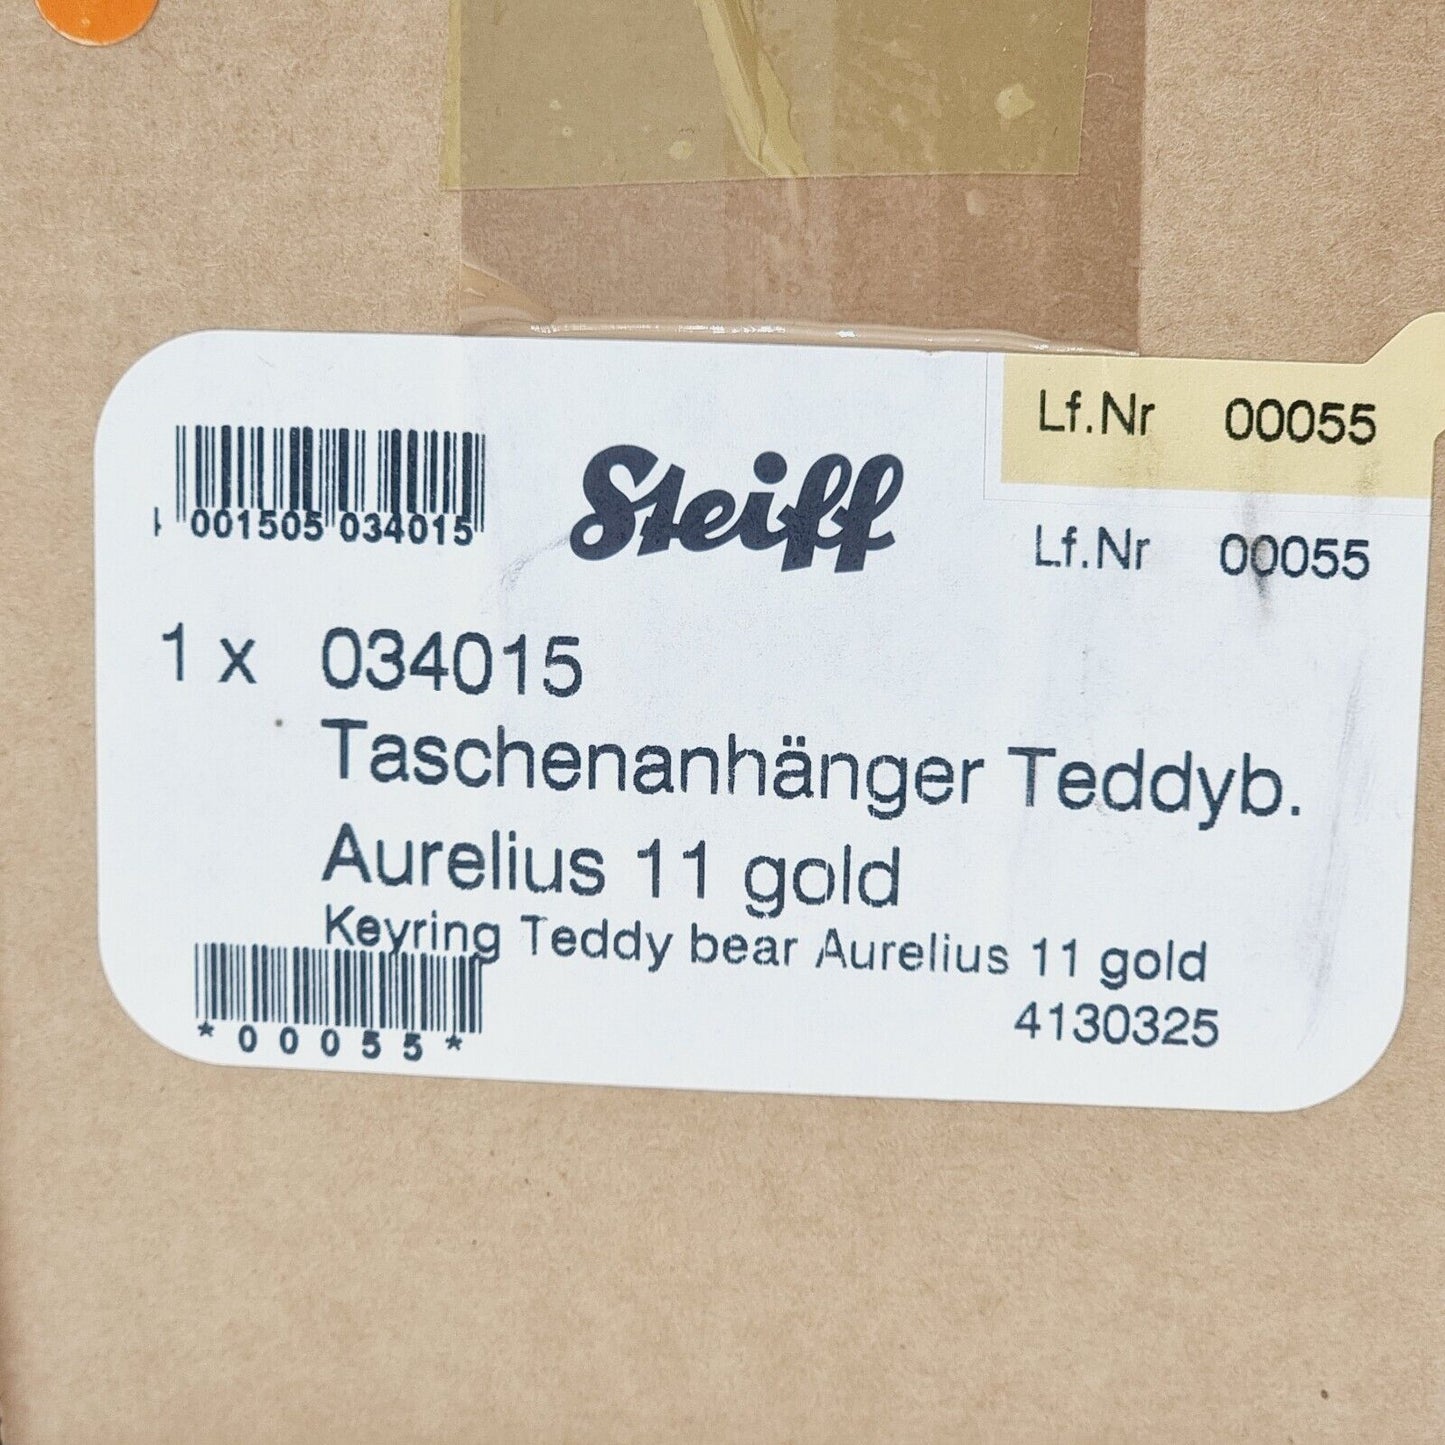 Lf.Nr 00055
001505 034015
Steiff
Lf.Nr 00055
1 x 034015
Taschenanhänger Teddyb.
Aurelius 11 gold
Keyring Teddy bear Aurelius 11 gold
4130325
*00055*